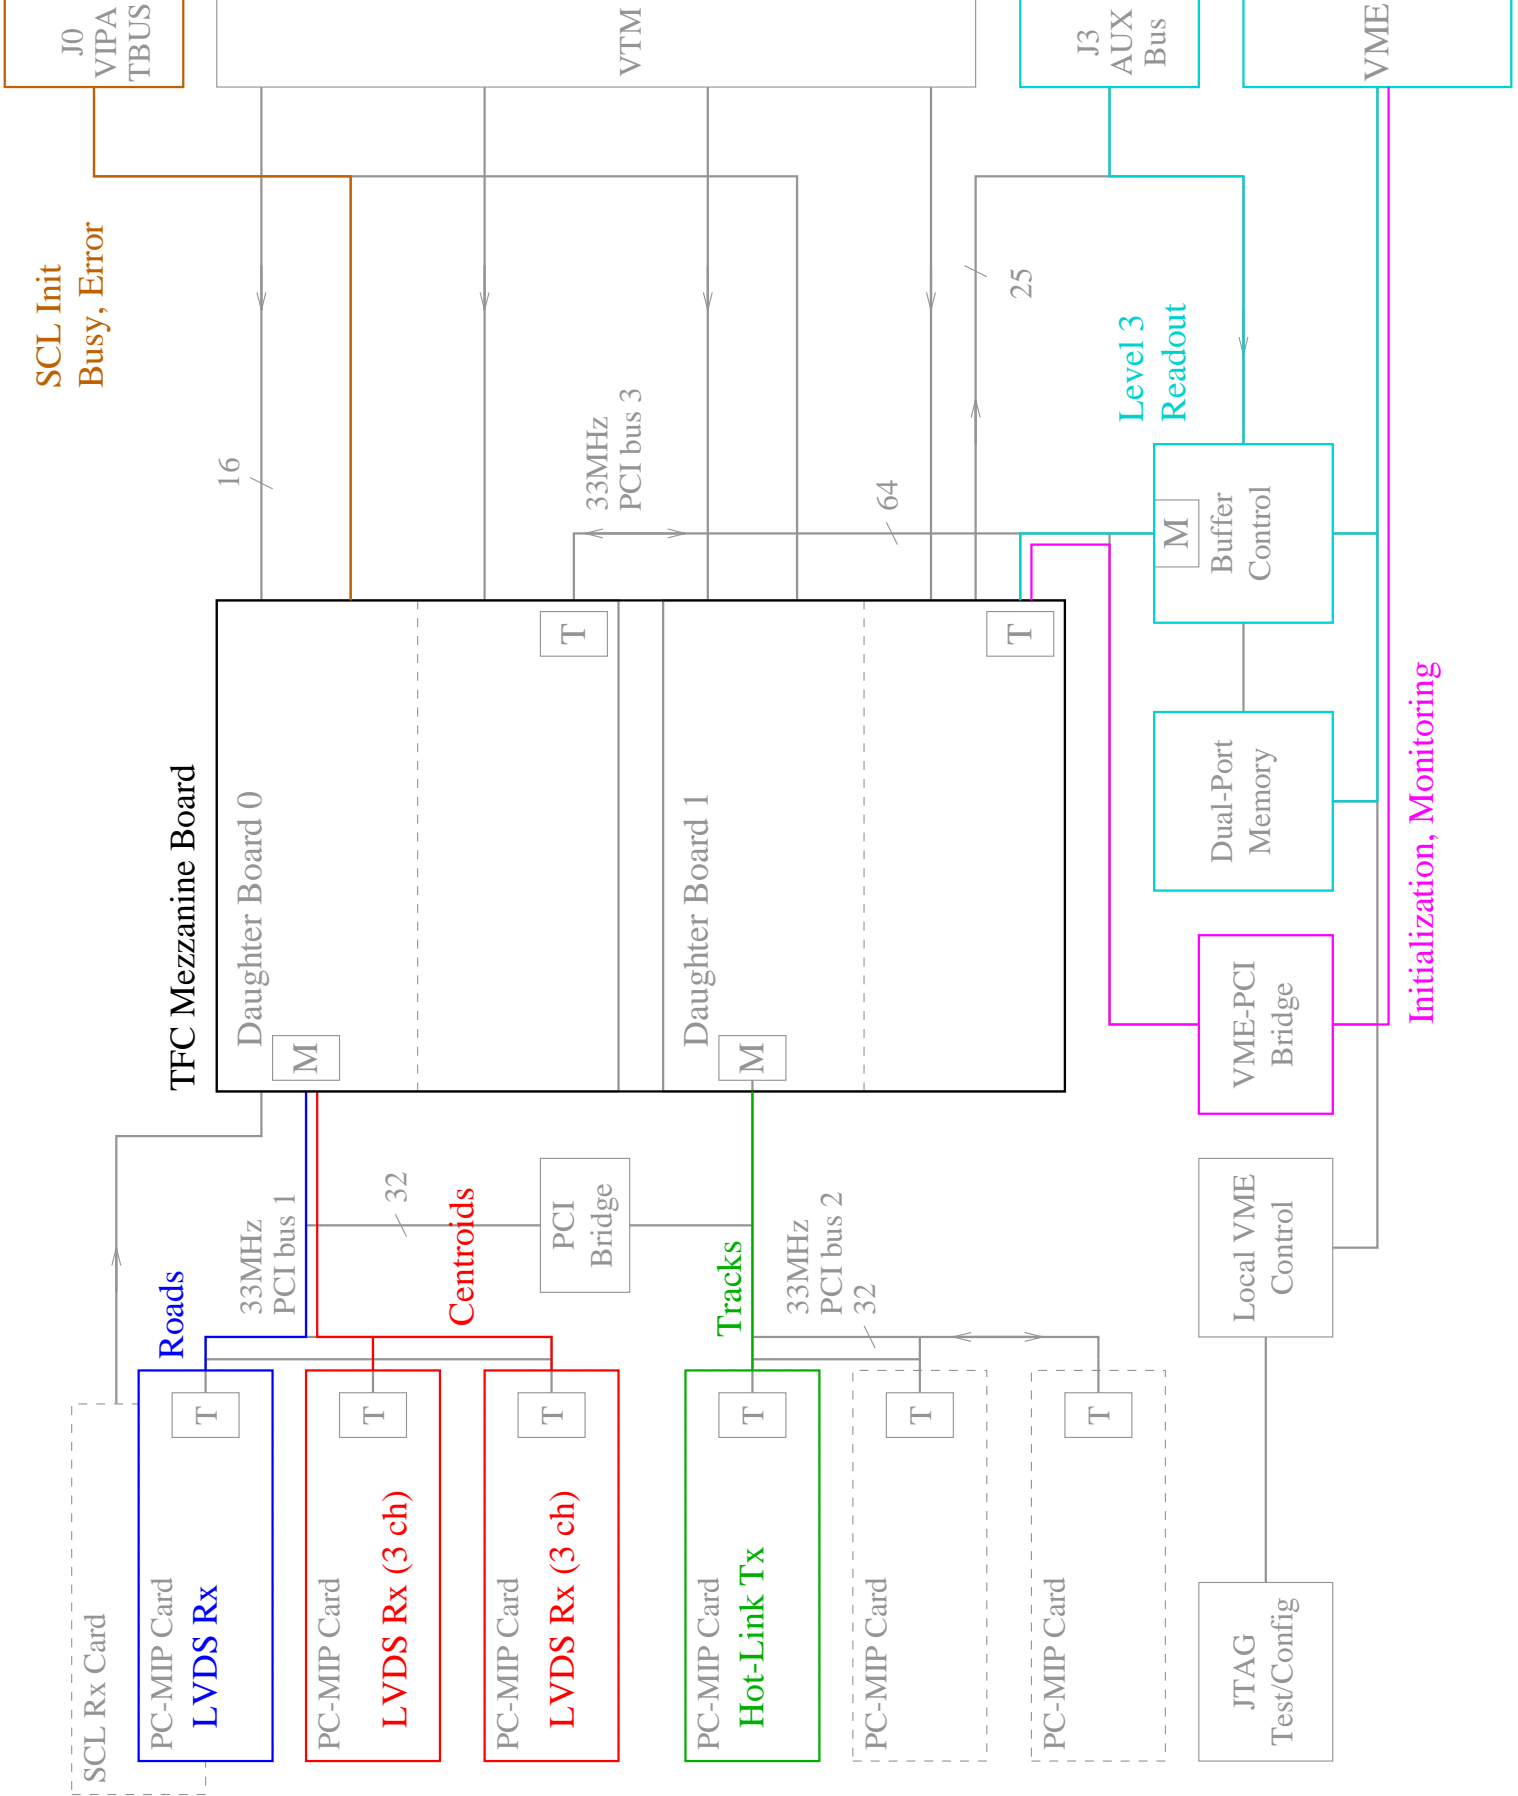 SCL Rx Card
PC-MIP Card
LVDS Rx
T
Roads
PC-MIP Card
LVDS Rx (3 ch)
T
PC-MIP Card
LVDS Rx (3 ch)
T
Centroids
33MHz
PCI bus 1
32
PCI
Bridge
PC-MIP Card
Hot-Link Tx
T
Tracks
33MHz
PCI bus 2
32
PC-MIP Card
T
PC-MIP Card
T
JTAG
Test/Config
Local VME
Control
TFC Mezzanine Board
Daughter Board 0
M
T
Daughter Board 1
M
T
VME-PCI
Bridge
Dual-Port
Memory
M
Buffer
Control
Initialization, Monitoring
SCL Init
Busy, Error
16
33MHz
PCI bus 3
64
25
Level 3
Readout
J0
VIPA
TBUS
VTM
J3
AUX
Bus
VME